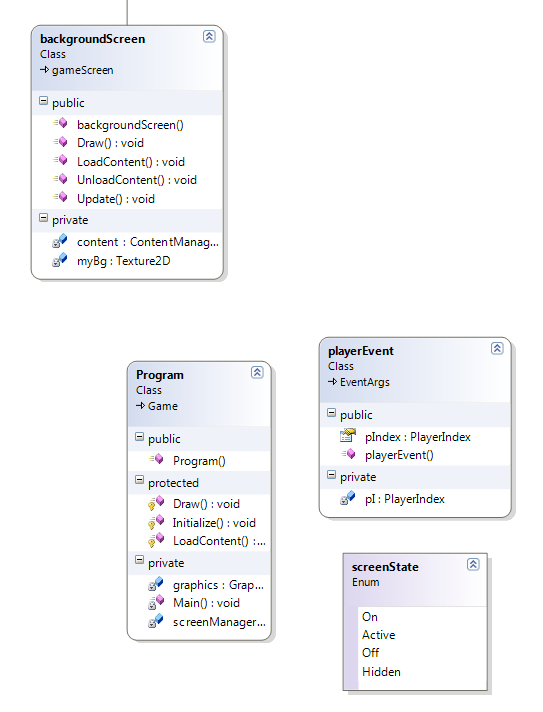 backgroundScreen
Class
gameScreen
public
backgroundScreen()
Draw() : void
LoadContent() : void
UnloadContent() : void
Update() : void
private
content : ContentManag...
myBg : Texture2D
Program
Class
Game
public
Program()
protected
Draw() : void
Initialize() : void
LoadContent() :...
private
graphics : Grap...
Main() : void
screenManager...
playerEvent
Class
EventArgs
public
pIndex : PlayerIndex
playerEvent()
private
pI : PlayerIndex
screenState
Enum
On
Active
Off
Hidden